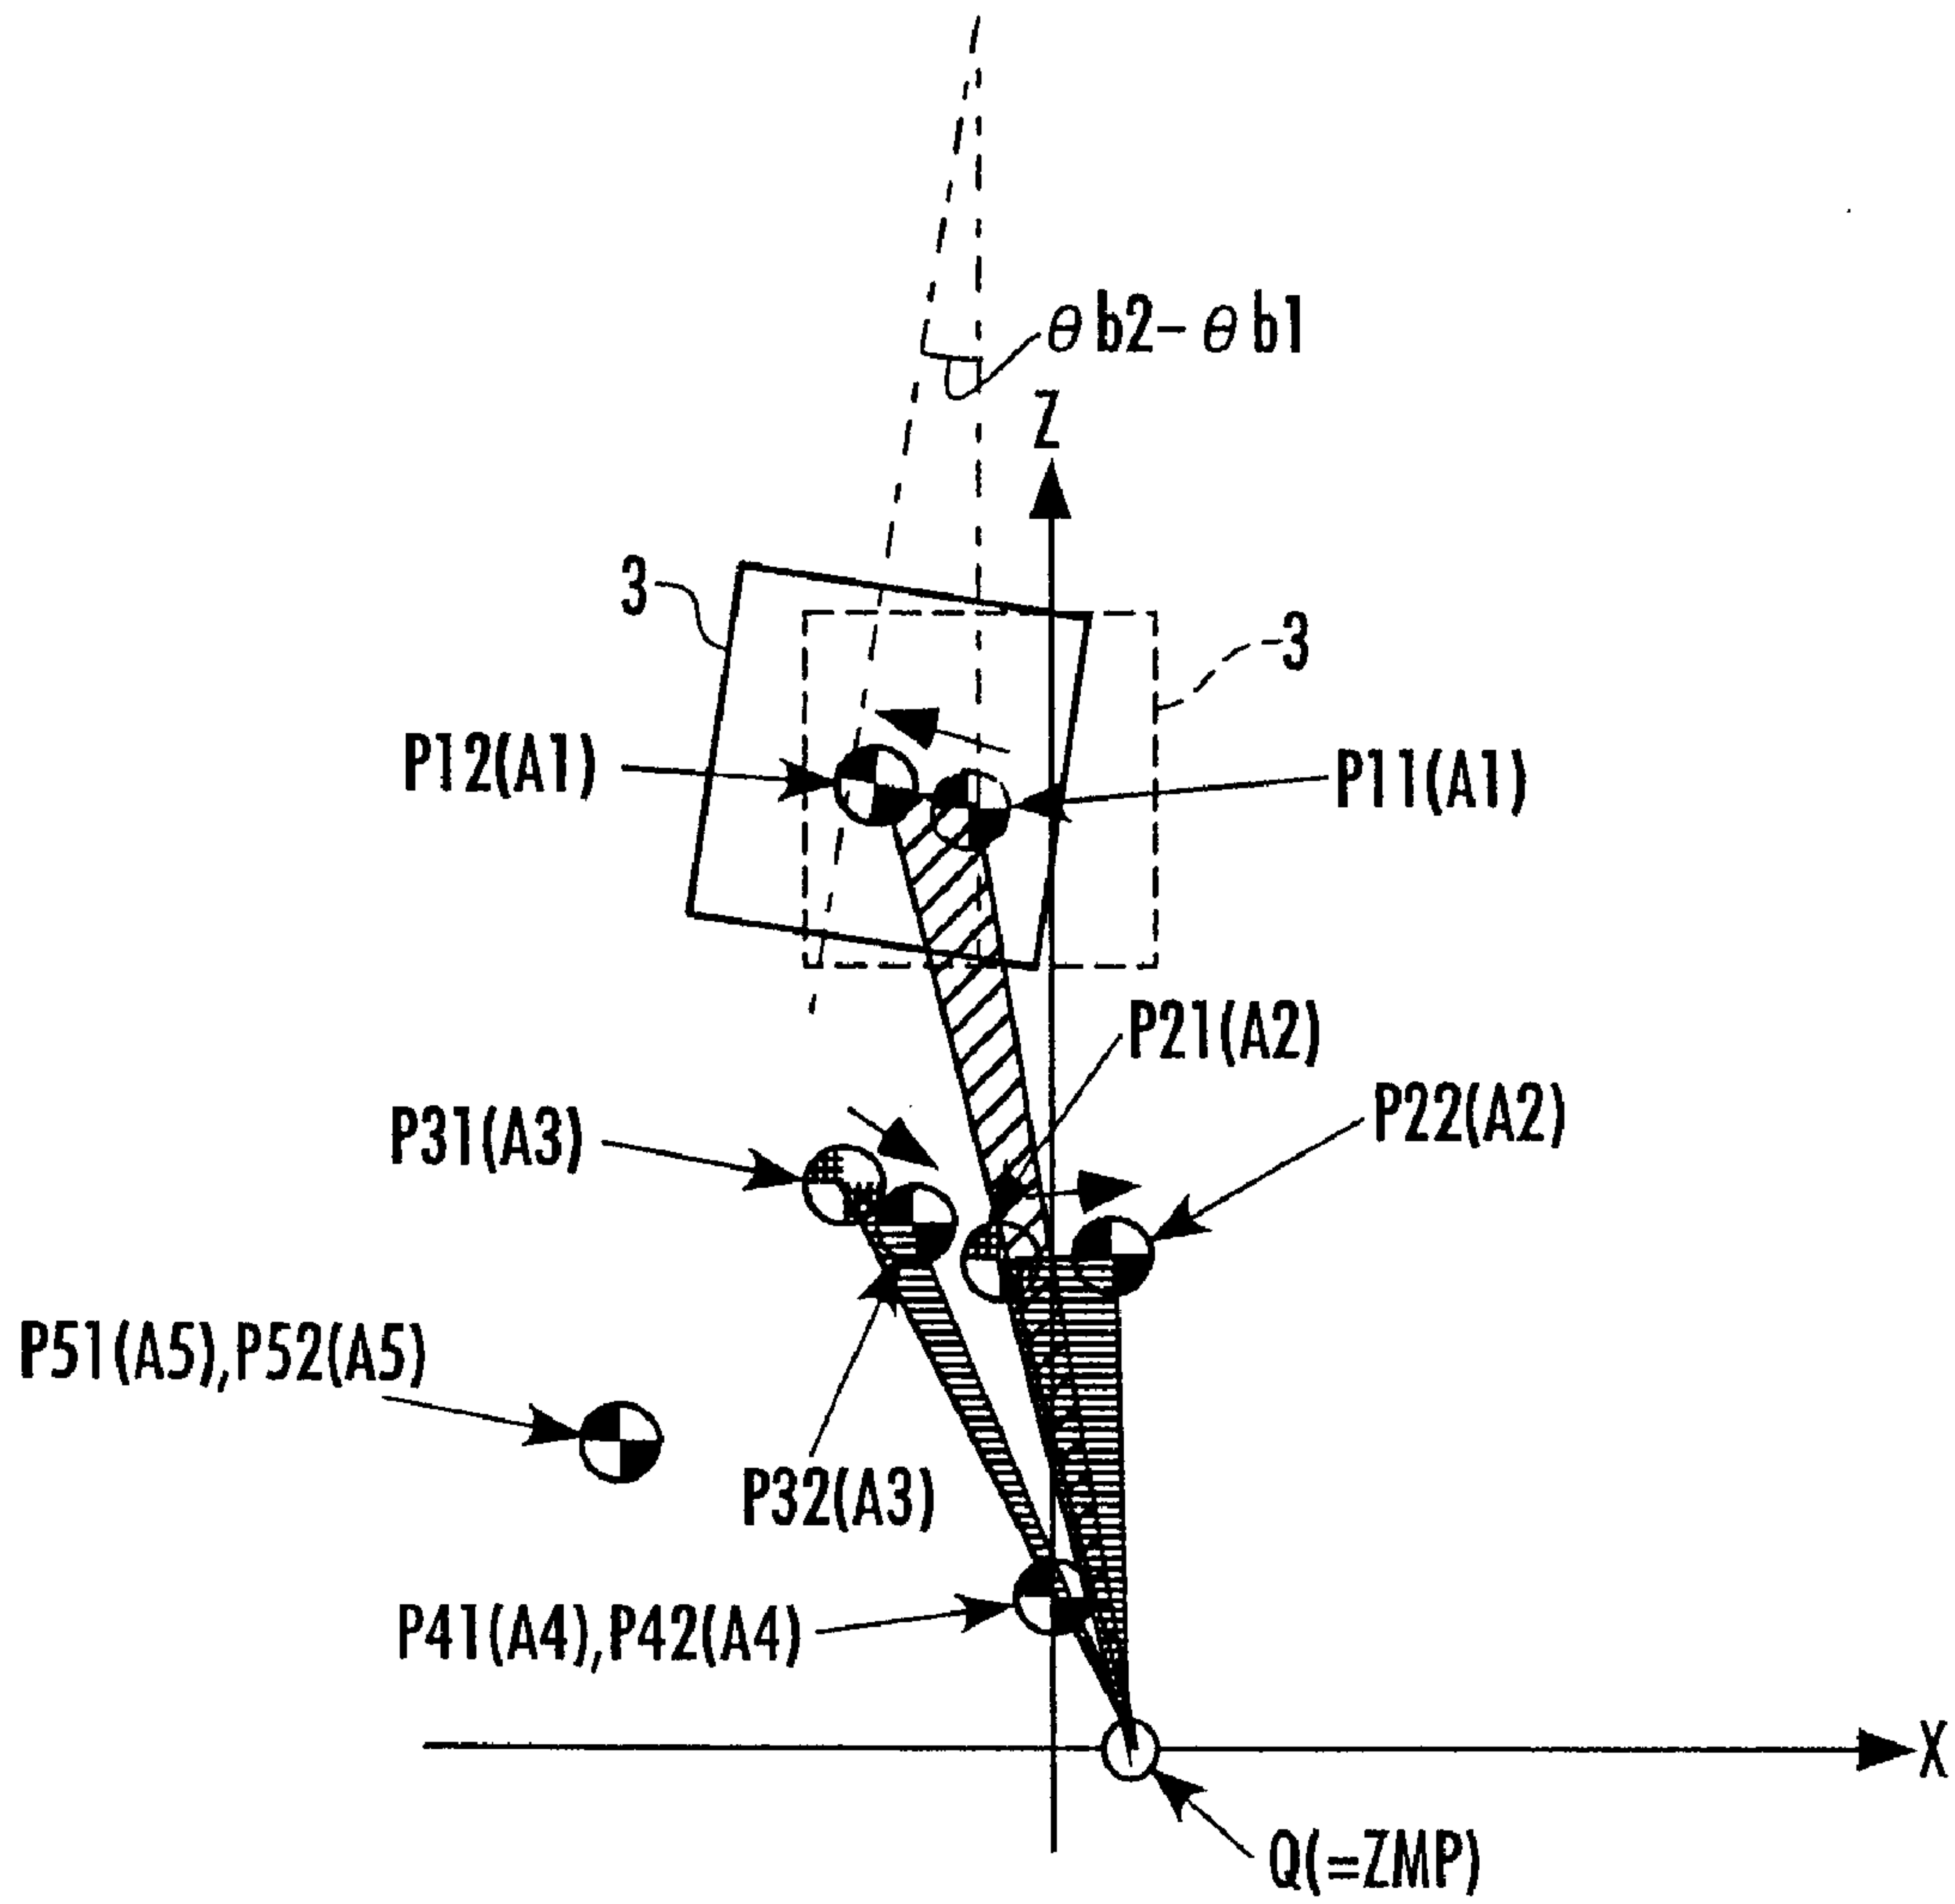 θb2-θb1
Z
3
3
P12(A1)
P11(A1)
P21(A2)
P22(A2)
P31(A3)
P51(A5),P52(A5)
P32(A3)
P41(A4),P42(A4)
X
Q(=ZMP)